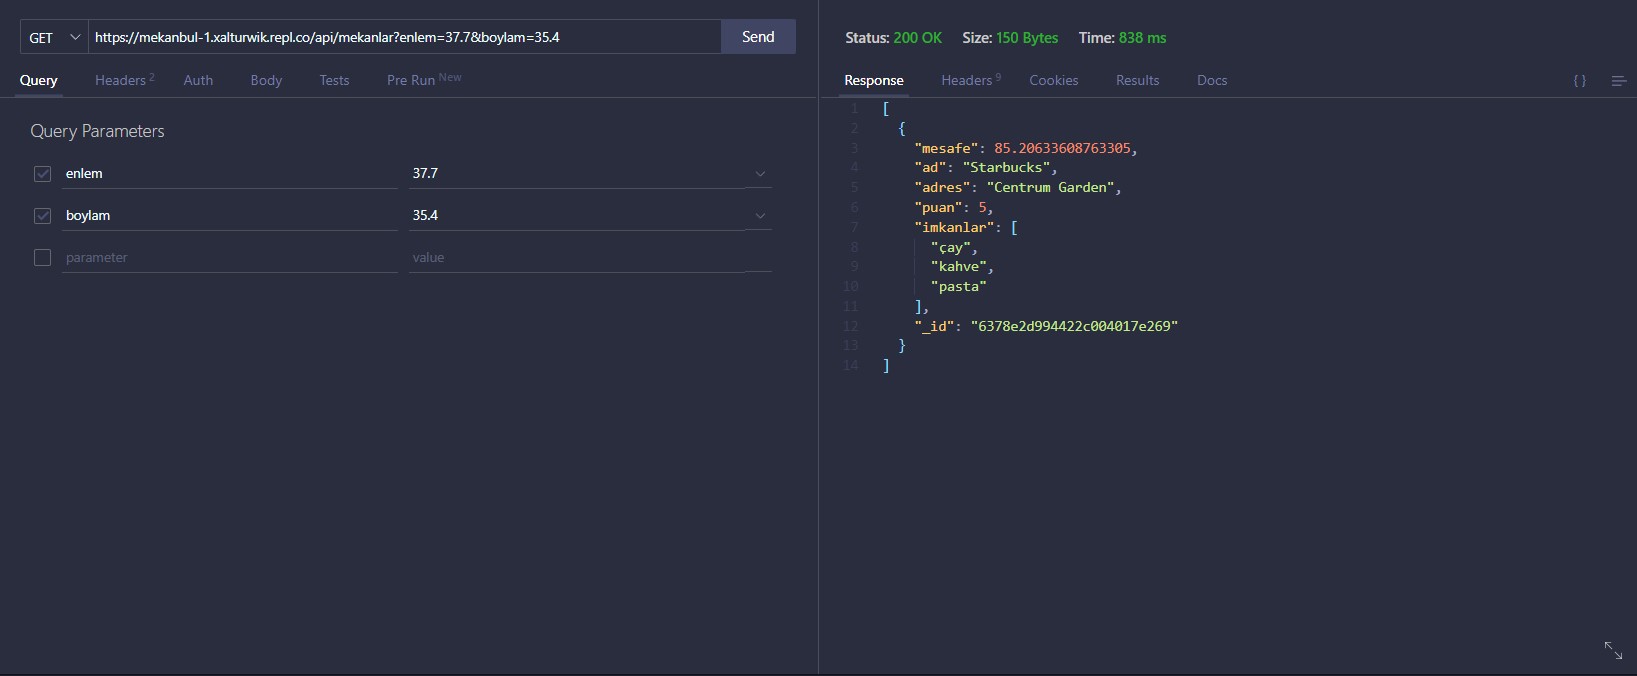 GET
https://mekanbul-1.xalturwik.repl.co/api/mekanlar?enlem=37.7&boylam=35.4
Send
Query
Headers 2
Auth
Body
Tests
Pre Run New
Query Parameters
enlem 37.7
boylam 35.4
parameter value
Status: 200 OK Size: 150 Bytes Time: 838 ms
Response
Headers 9
Cookies
Results
Docs
{ }
1 [
2 {
3 "mesafe": 85.20633608763305,
4 "ad": "Starbucks",
5 "adres": "Centrum Garden",
6 "puan": 5,
7 "imkanlar": [
8 "çay",
9 "kahve",
10 "pasta"
11 ],
12 "_id": "6378e2d994422c004017e269"
13 }
14 ]